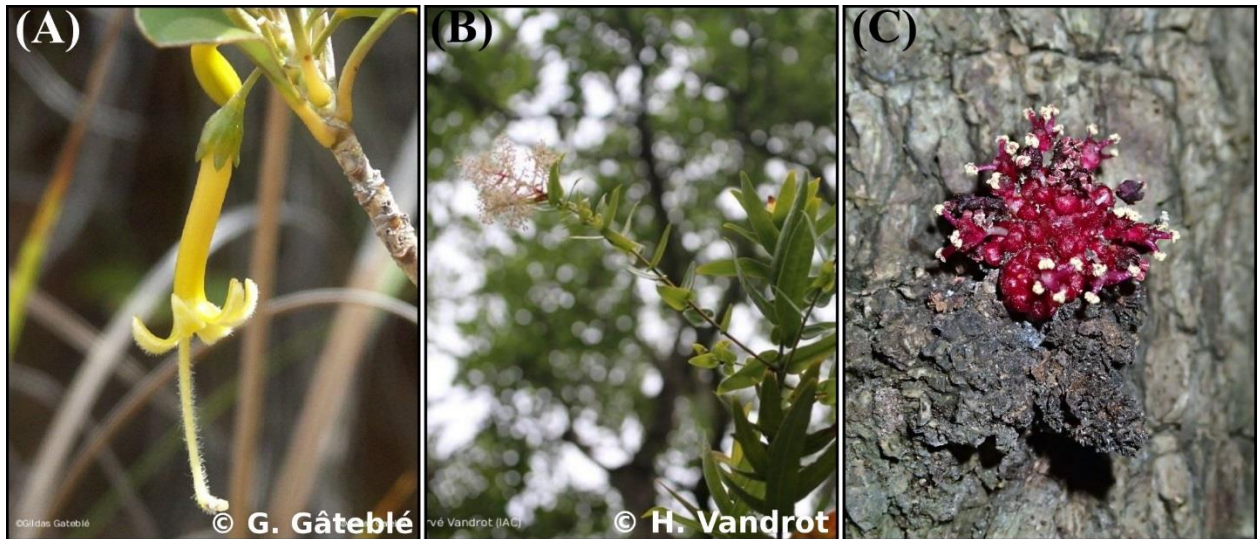 (A)
(B)
(C)
©Gildas Gateblé
© G. Gâteblé
rvé Vandrot (IAC)
© H. Vandrot